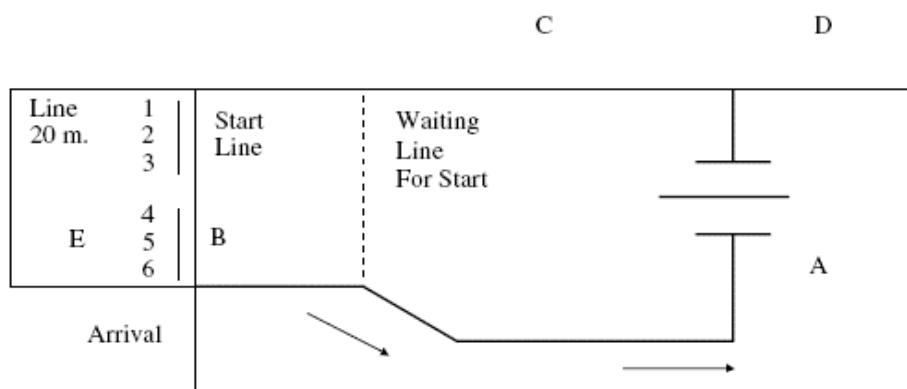 C
D
Line
20 m.
1
2
3
Start
Line
Waiting
Line
For Start
4
5
6
E
B
A
Arrival